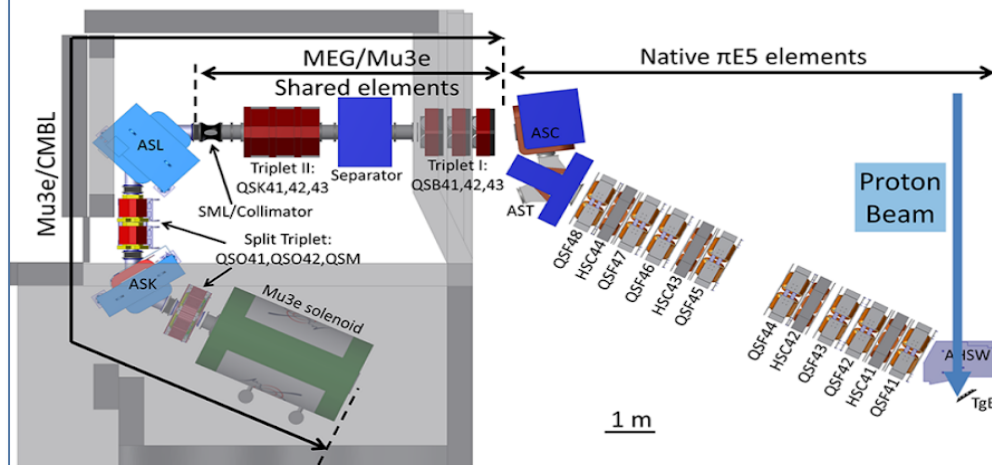 MEG/Mu3e
Shared elements
Native πE5 elements
Mu3e/CMBL
ASL
Triplet II:
QSK41,42,43
Separator
Triplet I:
QSB41,42,43
ASC
AST
SML/Collimator
Split Triplet:
QSO41,QSO42,QSM
ASK
Mu3e solenoid
QSF48
HSC44
QSF47
QSF46
HSC43
QSF45
QSF44
HSC42
QSF43
QSF42
HSC41
QSF41
Proton
Beam
AHSW
TgE
1 m